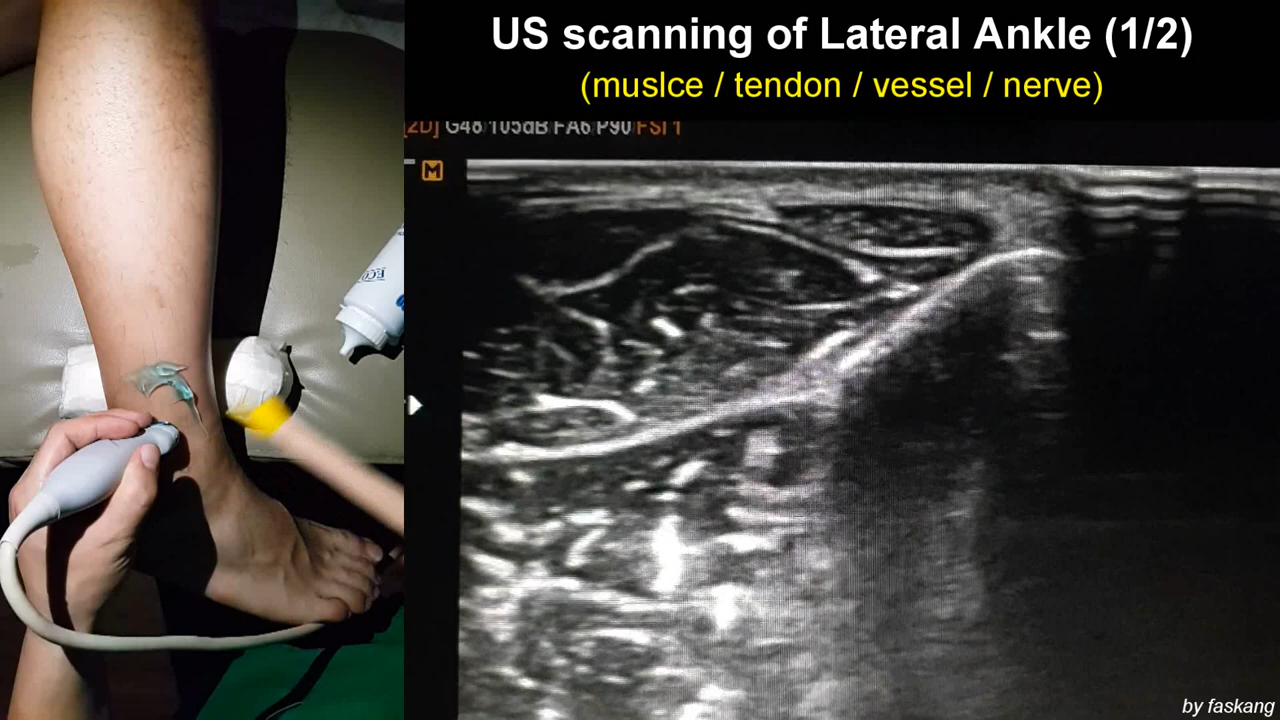 US scanning of Lateral Ankle (1/2)
(muslce / tendon / vessel / nerve)
[2D] G48/105dB/FA6/P90/FSI 1
M
ECO
by faskang